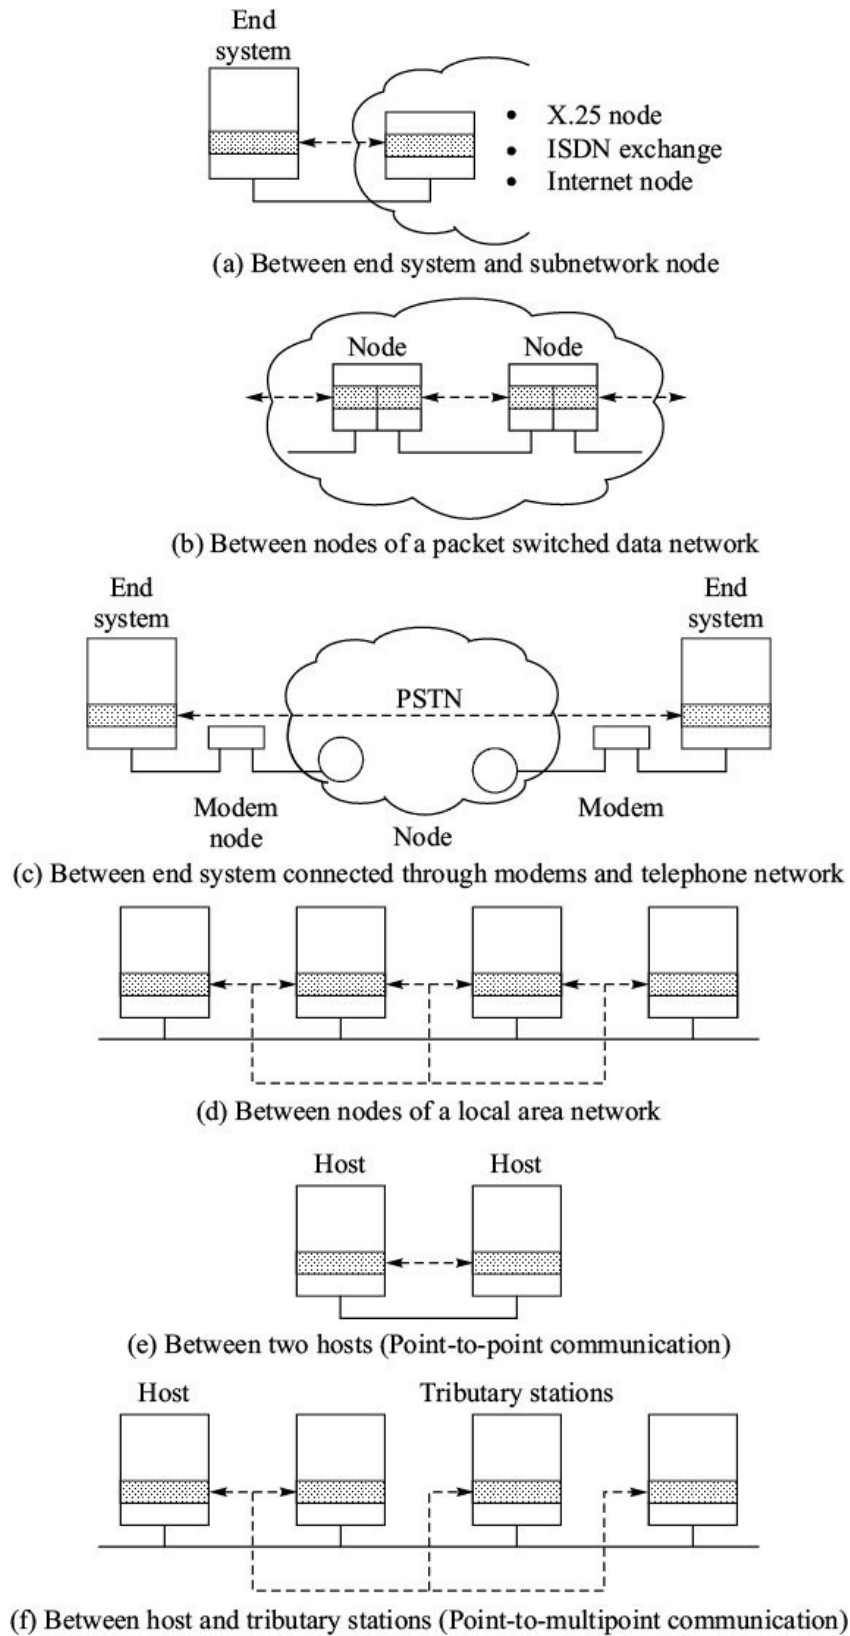 End
system
• X.25 node
• ISDN exchange
• Internet node
(a) Between end system and subnetwork node
Node Node
(b) Between nodes of a packet switched data network
End
system
End
system
PSTN
Modem
node
Node
Modem
(c) Between end system connected through modems and telephone network
(d) Between nodes of a local area network
Host Host
(e) Between two hosts (Point-to-point communication)
Host Tributary stations
(f) Between host and tributary stations (Point-to-multipoint communication)